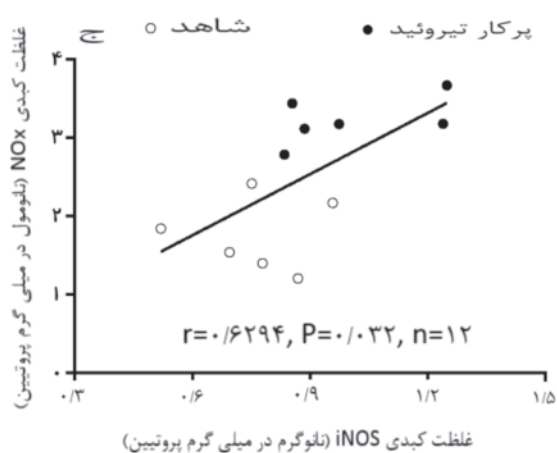 ج ○ شاهد ● پرکار تیروئید
غلظت کبدی NOx (نانومول در میلی گرم پروتیین)
۴
۳
۲
۱
۰
r=۰/۶۲۹۴, P=۰/۰۳۲, n=۱۲
۰/۳ ۰/۶ ۰/۹ ۱/۲ ۱/۵
غلظت کبدی iNOS (نانوگرم در میلی گرم پروتیین)